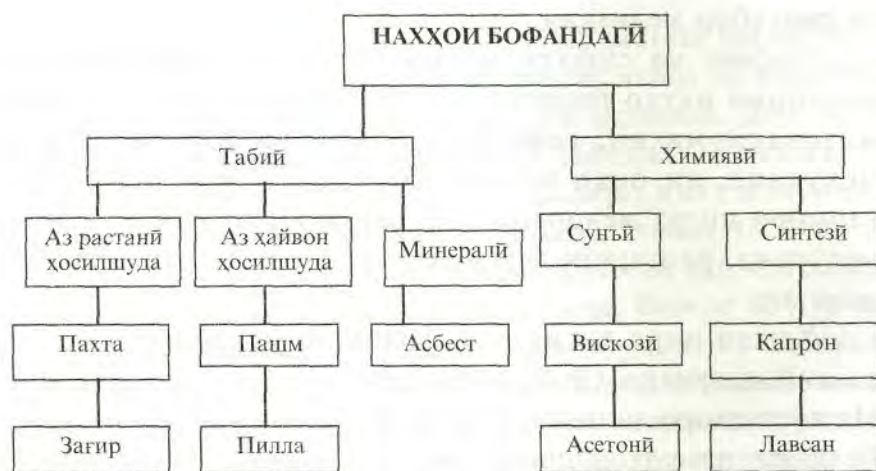 НАХҲОИ БОФАНДАГӢ
Табиӣ
Химиявӣ
Аз растанӣ
ҳосилшуда
Аз ҳайвон
ҳосилшуда
Минералӣ
Сунъӣ
Синтезӣ
Пахта
Пашм
Асбест
Вискозӣ
Капрон
Зағир
Пилла
Асетонӣ
Лавсан